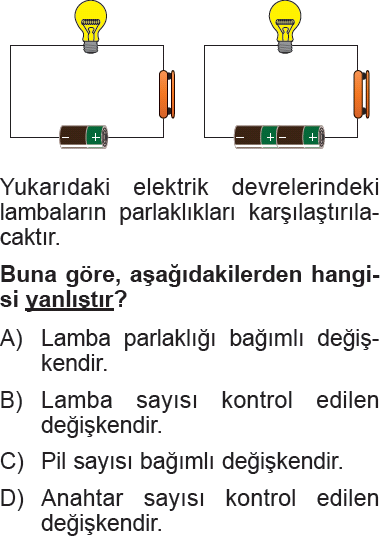 − +
− + − +
Yukarıdaki elektrik devrelerindeki
lambaların parlaklıkları karşılaştırıla-
caktır.
Buna göre, aşağıdakilerden hangi-
si yanlıştır?
A) Lamba parlaklığı bağımlı değiş-
kendir.
B) Lamba sayısı kontrol edilen
değişkendir.
C) Pil sayısı bağımlı değişkendir.
D) Anahtar sayısı kontrol edilen
değişkendir.